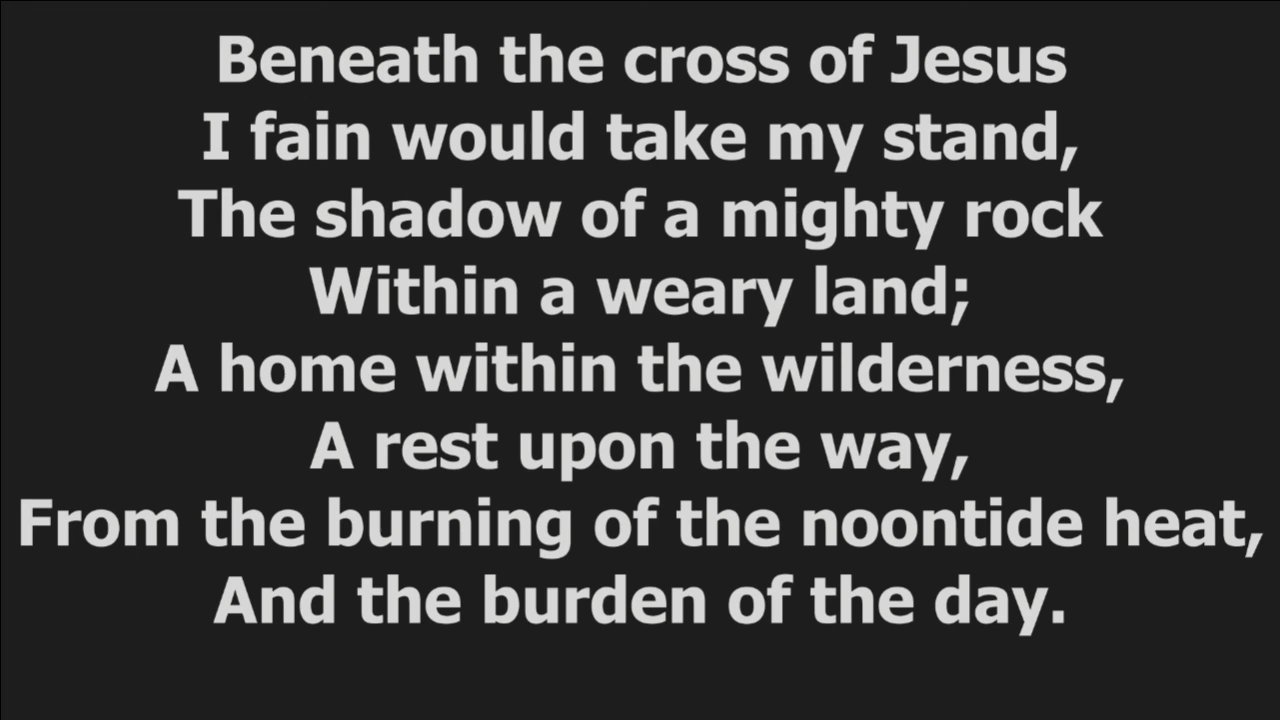 Beneath the cross of Jesus
I fain would take my stand,
The shadow of a mighty rock
Within a weary land;
A home within the wilderness,
A rest upon the way,
From the burning of the noontide heat,
And the burden of the day.